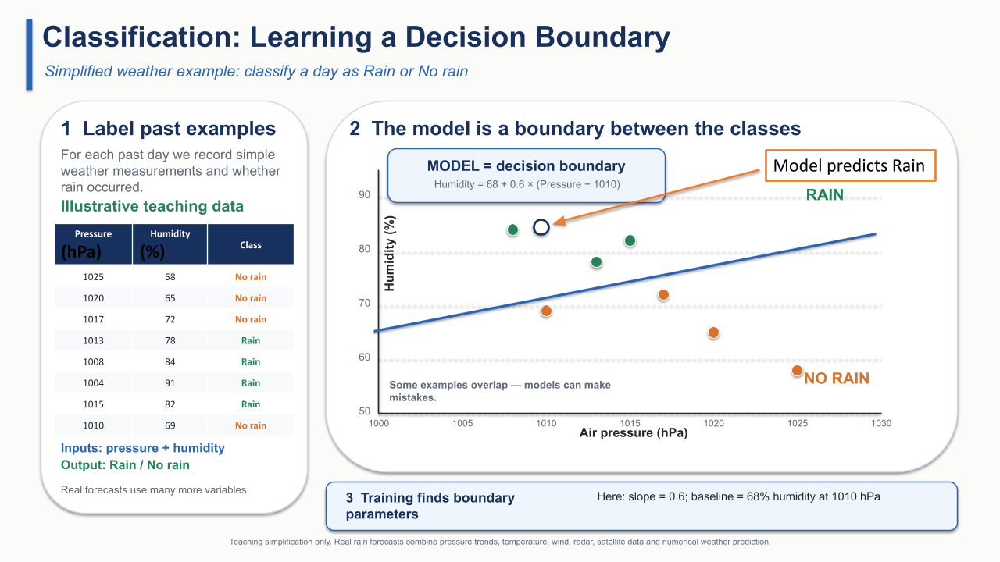 Classification: Learning a Decision Boundary
Simplified weather example: classify a day as Rain or No rain
1 Label past examples
For each past day we record simple
weather measurements and whether
rain occurred.
Illustrative teaching data
Pressure (hPa) Humidity (%) Class
1025 58 No rain
1020 65 No rain
1017 72 No rain
1013 78 Rain
1008 84 Rain
1004 91 Rain
1015 82 Rain
1010 69 No rain
Inputs: pressure + humidity
Output: Rain / No rain
Real forecasts use many more variables.
2 The model is a boundary between the classes
MODEL = decision boundary
Humidity = 68 + 0.6 × (Pressure − 1010)
Model predicts Rain
RAIN
90
80
70
60
50
Humidity (%)
NO RAIN
Some examples overlap — models can make
mistakes.
1000 1005 1010 1015 1020 1025 1030
Air pressure (hPa)
3 Training finds boundary
parameters
Here: slope = 0.6; baseline = 68% humidity at 1010 hPa
Teaching simplification only. Real rain forecasts combine pressure trends, temperature, wind, radar, satellite data and numerical weather prediction.